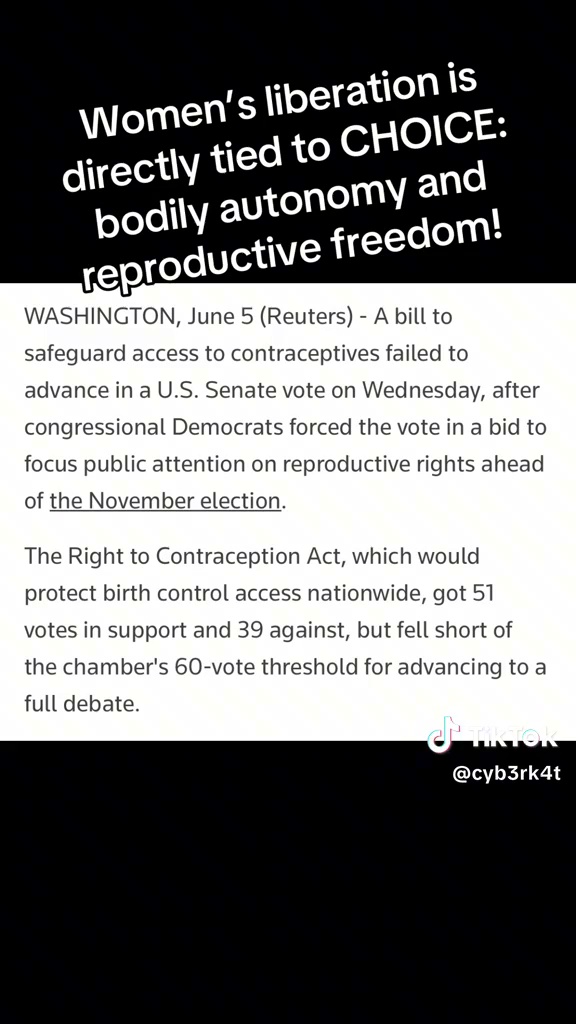 Women's liberation is
directly tied to CHOICE:
bodily autonomy and
reproductive freedom!
WASHINGTON, June 5 (Reuters) - A bill to
safeguard access to contraceptives failed to
advance in a U.S. Senate vote on Wednesday, after
congressional Democrats forced the vote in a bid to
focus public attention on reproductive rights ahead
of the November election.
The Right to Contraception Act, which would
protect birth control access nationwide, got 51
votes in support and 39 against, but fell short of
the chamber's 60-vote threshold for advancing to a
full debate.
TikTok
@cyb3rk4t